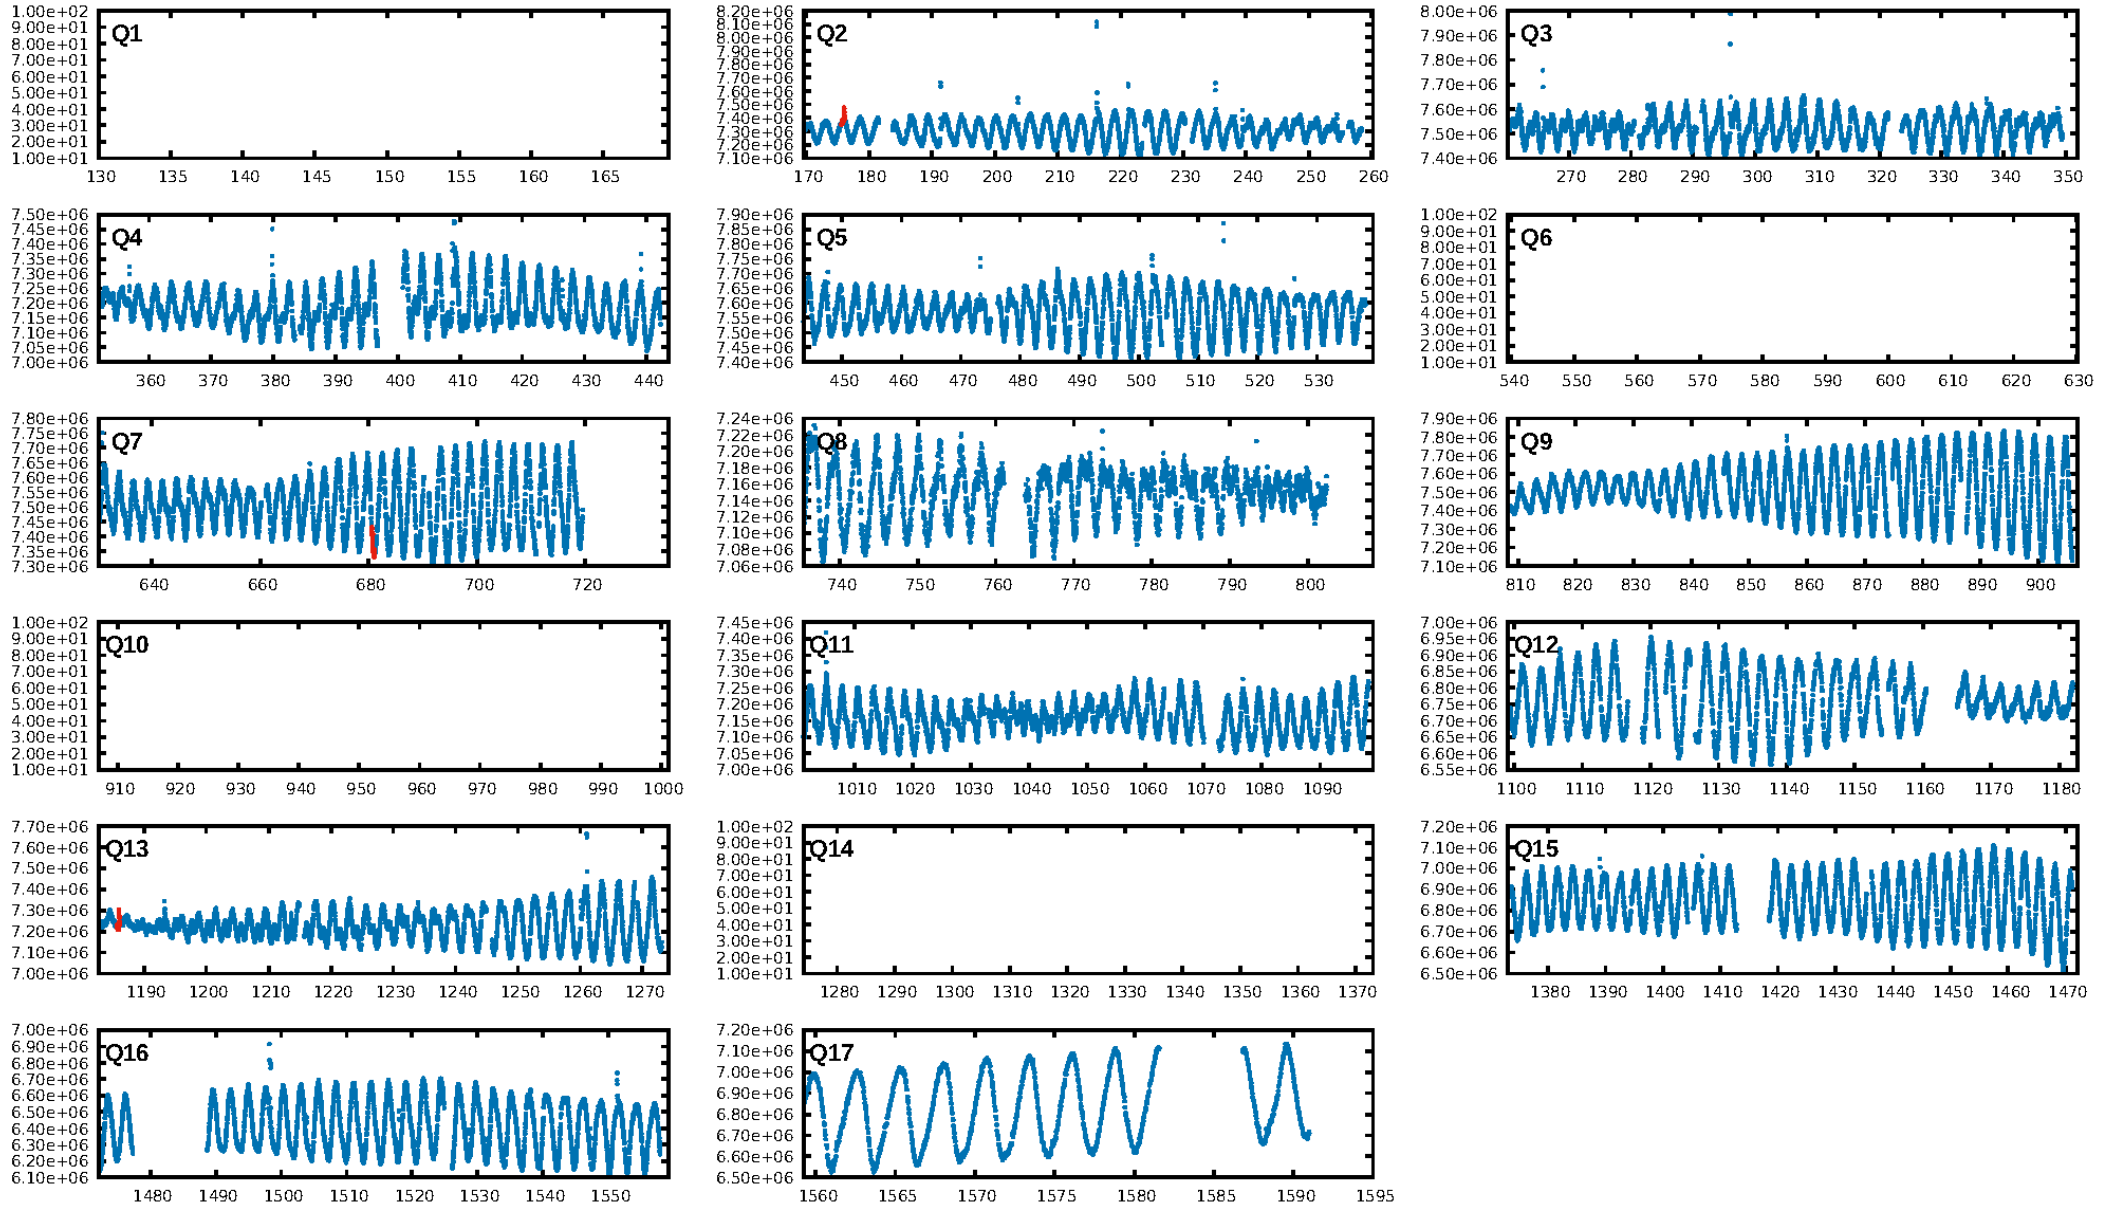 Q1
1.00e+02
9.00e+01
8.00e+01
7.00e+01
6.00e+01
5.00e+01
4.00e+01
3.00e+01
2.00e+01
1.00e+01
130 135 140 145 150 155 160 165
Q2
8.20e+06
8.10e+06
8.00e+06
7.90e+06
7.80e+06
7.70e+06
7.60e+06
7.50e+06
7.40e+06
7.30e+06
7.20e+06
7.10e+06
170 180 190 200 210 220 230 240 250 260
Q3
8.00e+06
7.90e+06
7.80e+06
7.70e+06
7.60e+06
7.50e+06
7.40e+06
270 280 290 300 310 320 330 340 350
Q4
7.50e+06
7.45e+06
7.40e+06
7.35e+06
7.30e+06
7.25e+06
7.20e+06
7.15e+06
7.10e+06
7.05e+06
7.00e+06
360 370 380 390 400 410 420 430 440
Q5
7.90e+06
7.85e+06
7.80e+06
7.75e+06
7.70e+06
7.65e+06
7.60e+06
7.55e+06
7.50e+06
7.45e+06
7.40e+06
450 460 470 480 490 500 510 520 530
Q6
1.00e+02
9.00e+01
8.00e+01
7.00e+01
6.00e+01
5.00e+01
4.00e+01
3.00e+01
2.00e+01
1.00e+01
540 550 560 570 580 590 600 610 620 630
Q7
7.80e+06
7.75e+06
7.70e+06
7.65e+06
7.60e+06
7.55e+06
7.50e+06
7.45e+06
7.40e+06
7.35e+06
7.30e+06
640 660 680 700 720
Q8
7.24e+06
7.22e+06
7.20e+06
7.18e+06
7.16e+06
7.14e+06
7.12e+06
7.10e+06
7.08e+06
7.06e+06
740 750 760 770 780 790 800
Q9
7.90e+06
7.80e+06
7.70e+06
7.60e+06
7.50e+06
7.40e+06
7.30e+06
7.20e+06
7.10e+06
810 820 830 840 850 860 870 880 890 900
Q10
1.00e+02
9.00e+01
8.00e+01
7.00e+01
6.00e+01
5.00e+01
4.00e+01
3.00e+01
2.00e+01
1.00e+01
910 920 930 940 950 960 970 980 990 1000
Q11
7.45e+06
7.40e+06
7.35e+06
7.30e+06
7.25e+06
7.20e+06
7.15e+06
7.10e+06
7.05e+06
7.00e+06
1010 1020 1030 1040 1050 1060 1070 1080 1090
Q12
7.00e+06
6.95e+06
6.90e+06
6.85e+06
6.80e+06
6.75e+06
6.70e+06
6.65e+06
6.60e+06
6.55e+06
1100 1110 1120 1130 1140 1150 1160 1170 1180
Q13
7.70e+06
7.60e+06
7.50e+06
7.40e+06
7.30e+06
7.20e+06
7.10e+06
7.00e+06
1190 1200 1210 1220 1230 1240 1250 1260 1270
Q14
1.00e+02
9.00e+01
8.00e+01
7.00e+01
6.00e+01
5.00e+01
4.00e+01
3.00e+01
2.00e+01
1.00e+01
1280 1290 1300 1310 1320 1330 1340 1350 1360 1370
Q15
7.20e+06
7.10e+06
7.00e+06
6.90e+06
6.80e+06
6.70e+06
6.60e+06
6.50e+06
1380 1390 1400 1410 1420 1430 1440 1450 1460 1470
Q16
7.00e+06
6.90e+06
6.80e+06
6.70e+06
6.60e+06
6.50e+06
6.40e+06
6.30e+06
6.20e+06
6.10e+06
1480 1490 1500 1510 1520 1530 1540 1550
Q17
7.20e+06
7.10e+06
7.00e+06
6.90e+06
6.80e+06
6.70e+06
6.60e+06
6.50e+06
1560 1565 1570 1575 1580 1585 1590 1595